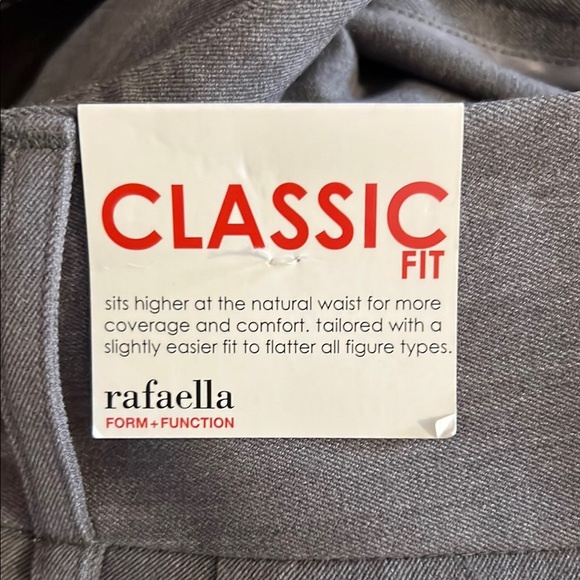 CLASSIC
FIT
sits higher at the natural waist for more
coverage and comfort. tailored with a
slightly easier fit to flatter all figure types.
rafaella
FORM+FUNCTION